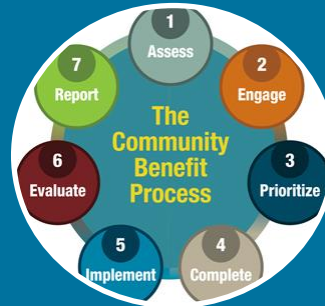 1
Assess
2
Engage
3
Prioritize
4
Complete
5
Implement
6
Evaluate
7
Report
The
Community
Benefit
Process